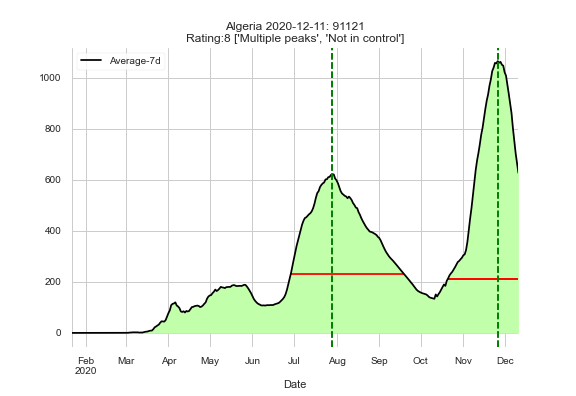 Algeria 2020-12-11: 91121
Rating:8 ['Multiple peaks', 'Not in control']
Average-7d
1000
800
600
400
200
0
Feb Mar Apr May Jun Jul Aug Sep Oct Nov Dec
2020
Date